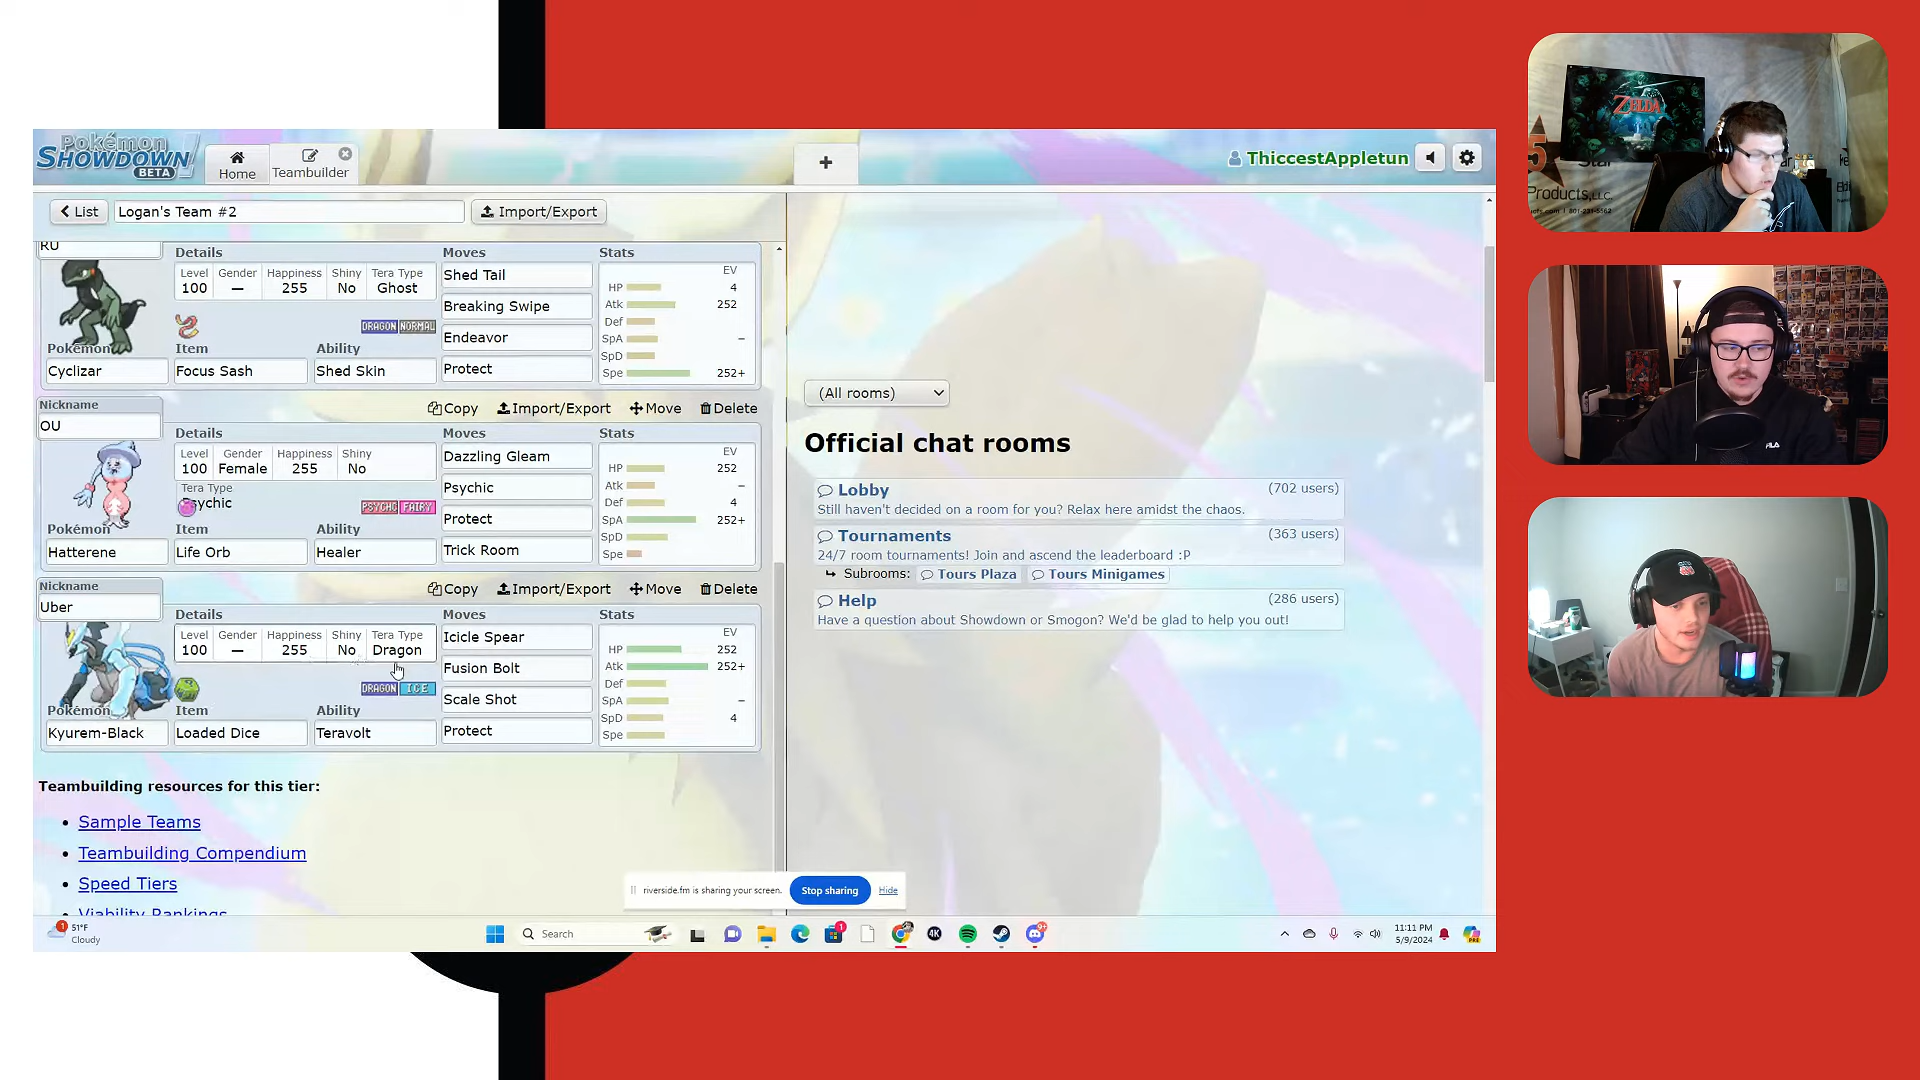 Pokémon
SHOWDOWN!
BETA
Home
Teambuilder
+
ThiccestAppletun
List
Logan's Team #2
Import/Export
RU
Details
Moves
Stats
Level
Gender
Happiness
Shiny
Tera Type
100
—
255
No
Ghost
Shed Tail
Breaking Swipe
Endeavor
Protect
EV
HP 4
Atk 252
Def
SpA –
SpD
Spe 252+
DRAGON NORMAL
Pokémon
Item
Ability
Cyclizar
Focus Sash
Shed Skin
Nickname
OU
Copy
Import/Export
Move
Delete
Details
Moves
Stats
Level
Gender
Happiness
Shiny
100
Female
255
No
Tera Type
Psychic
Dazzling Gleam
Psychic
Protect
Trick Room
EV
HP 252
Atk –
Def 4
SpA 252+
SpD
Spe
PSYCHC FAIRY
Pokémon
Item
Ability
Hatterene
Life Orb
Healer
Nickname
Uber
Copy
Import/Export
Move
Delete
Details
Moves
Stats
Level
Gender
Happiness
Shiny
Tera Type
100
—
255
No
Dragon
Icicle Spear
Fusion Bolt
Scale Shot
Protect
EV
HP 252
Atk 252+
Def
SpA –
SpD 4
Spe
DRAGON ICE
Pokémon
Item
Ability
Kyurem-Black
Loaded Dice
Teravolt
Teambuilding resources for this tier:
• Sample Teams
• Teambuilding Compendium
• Speed Tiers
• Viability Rankings
(All rooms)
Official chat rooms
Lobby
(702 users)
Still haven't decided on a room for you? Relax here amidst the chaos.
Tournaments
(363 users)
24/7 room tournaments! Join and ascend the leaderboard :P
Subrooms: Tours Plaza Tours Minigames
Help
(286 users)
Have a question about Showdown or Smogon? We'd be glad to help you out!
riverside.fm is sharing your screen.
Stop sharing
Hide
1
51°F
Cloudy
Search
4K
11:11 PM
5/9/2024
ZELDA
5
Star
Products, LLC.
FILA